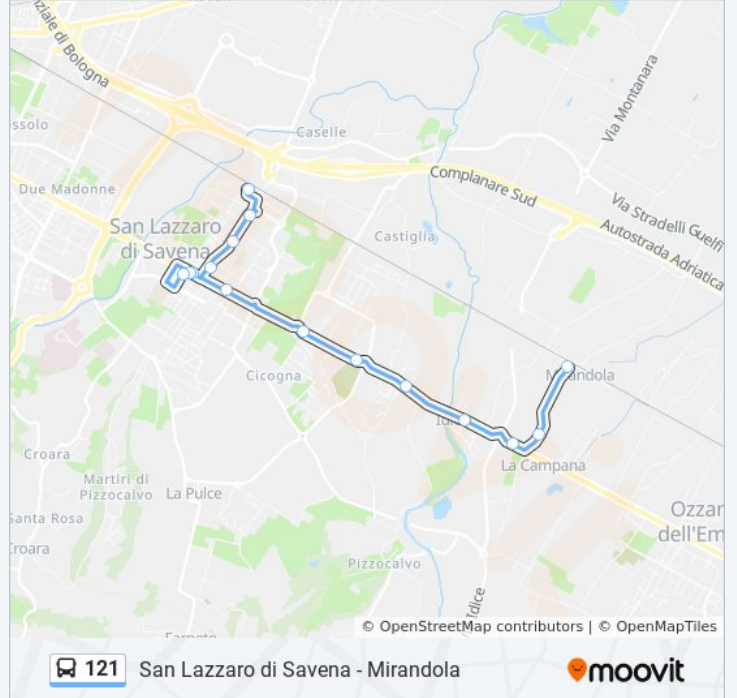 ziale di Bologna
ssolo
Caselle
Via Montanara
Due Madonne
Complanare Sud
Via Stradelli Guelfi
San Lazzaro
di Savena
Castiglia
Autostrada Adriatica
Mirandola
Cicogna
Idice
Croara
La Campana
Martiri di
Pizzocalvo
La Pulce
Ozzan
dell'Em
Santa Rosa
Croara
Pizzocalvo
Idice
Farneto
© OpenStreetMap contributors | © OpenMapTiles
121 San Lazzaro di Savena - Mirandola
moovit